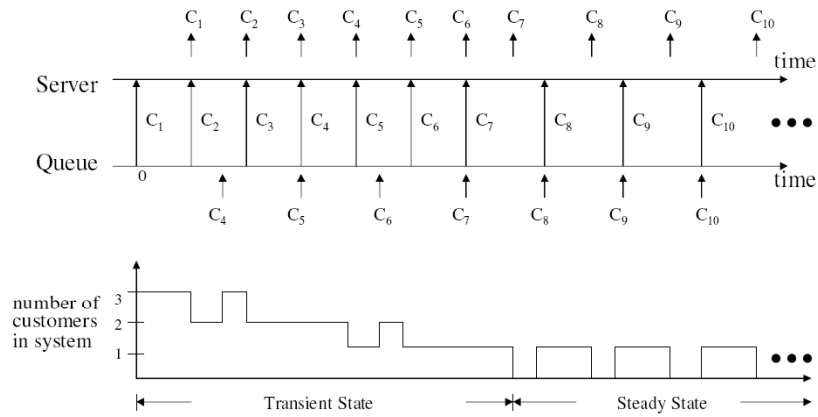 C1 C2 C3 C4 C5 C6 C7 C8 C9 C10
time
Server
C1 C2 C3 C4 C5 C6 C7 C8 C9 C10
Queue
0
time
C4 C5 C6 C7 C8 C9 C10
number of
customers
in system
3
2
1
Transient State
Steady State